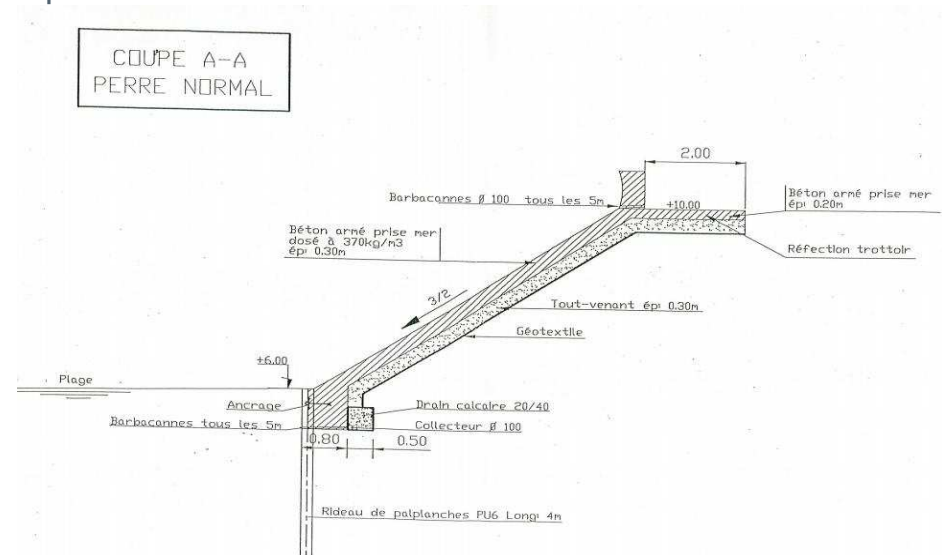 COUPE A-A
PERRE NORMAL
2.00
Barbacannes Ø 100 tous les 5m
+10.00
Béton armé prise mer
épi 0.20m
Béton armé prise mer
dosé à 370kg/m3
épi 0.30m
Réfection trottoir
3/2
Tout-venant épi 0.30m
Géotextile
+6.00
Plage
Ancrage
Drain calcaire 20/40
Barbacannes tous les 5m
Collecteur Ø 100
0.80
0.50
Rideau de palplanches PU6 Long: 4m